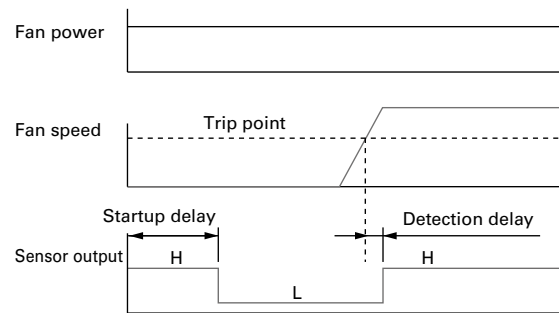 Fan power
Fan speed
Trip point
Startup delay
Detection delay
Sensor output
H
L
H